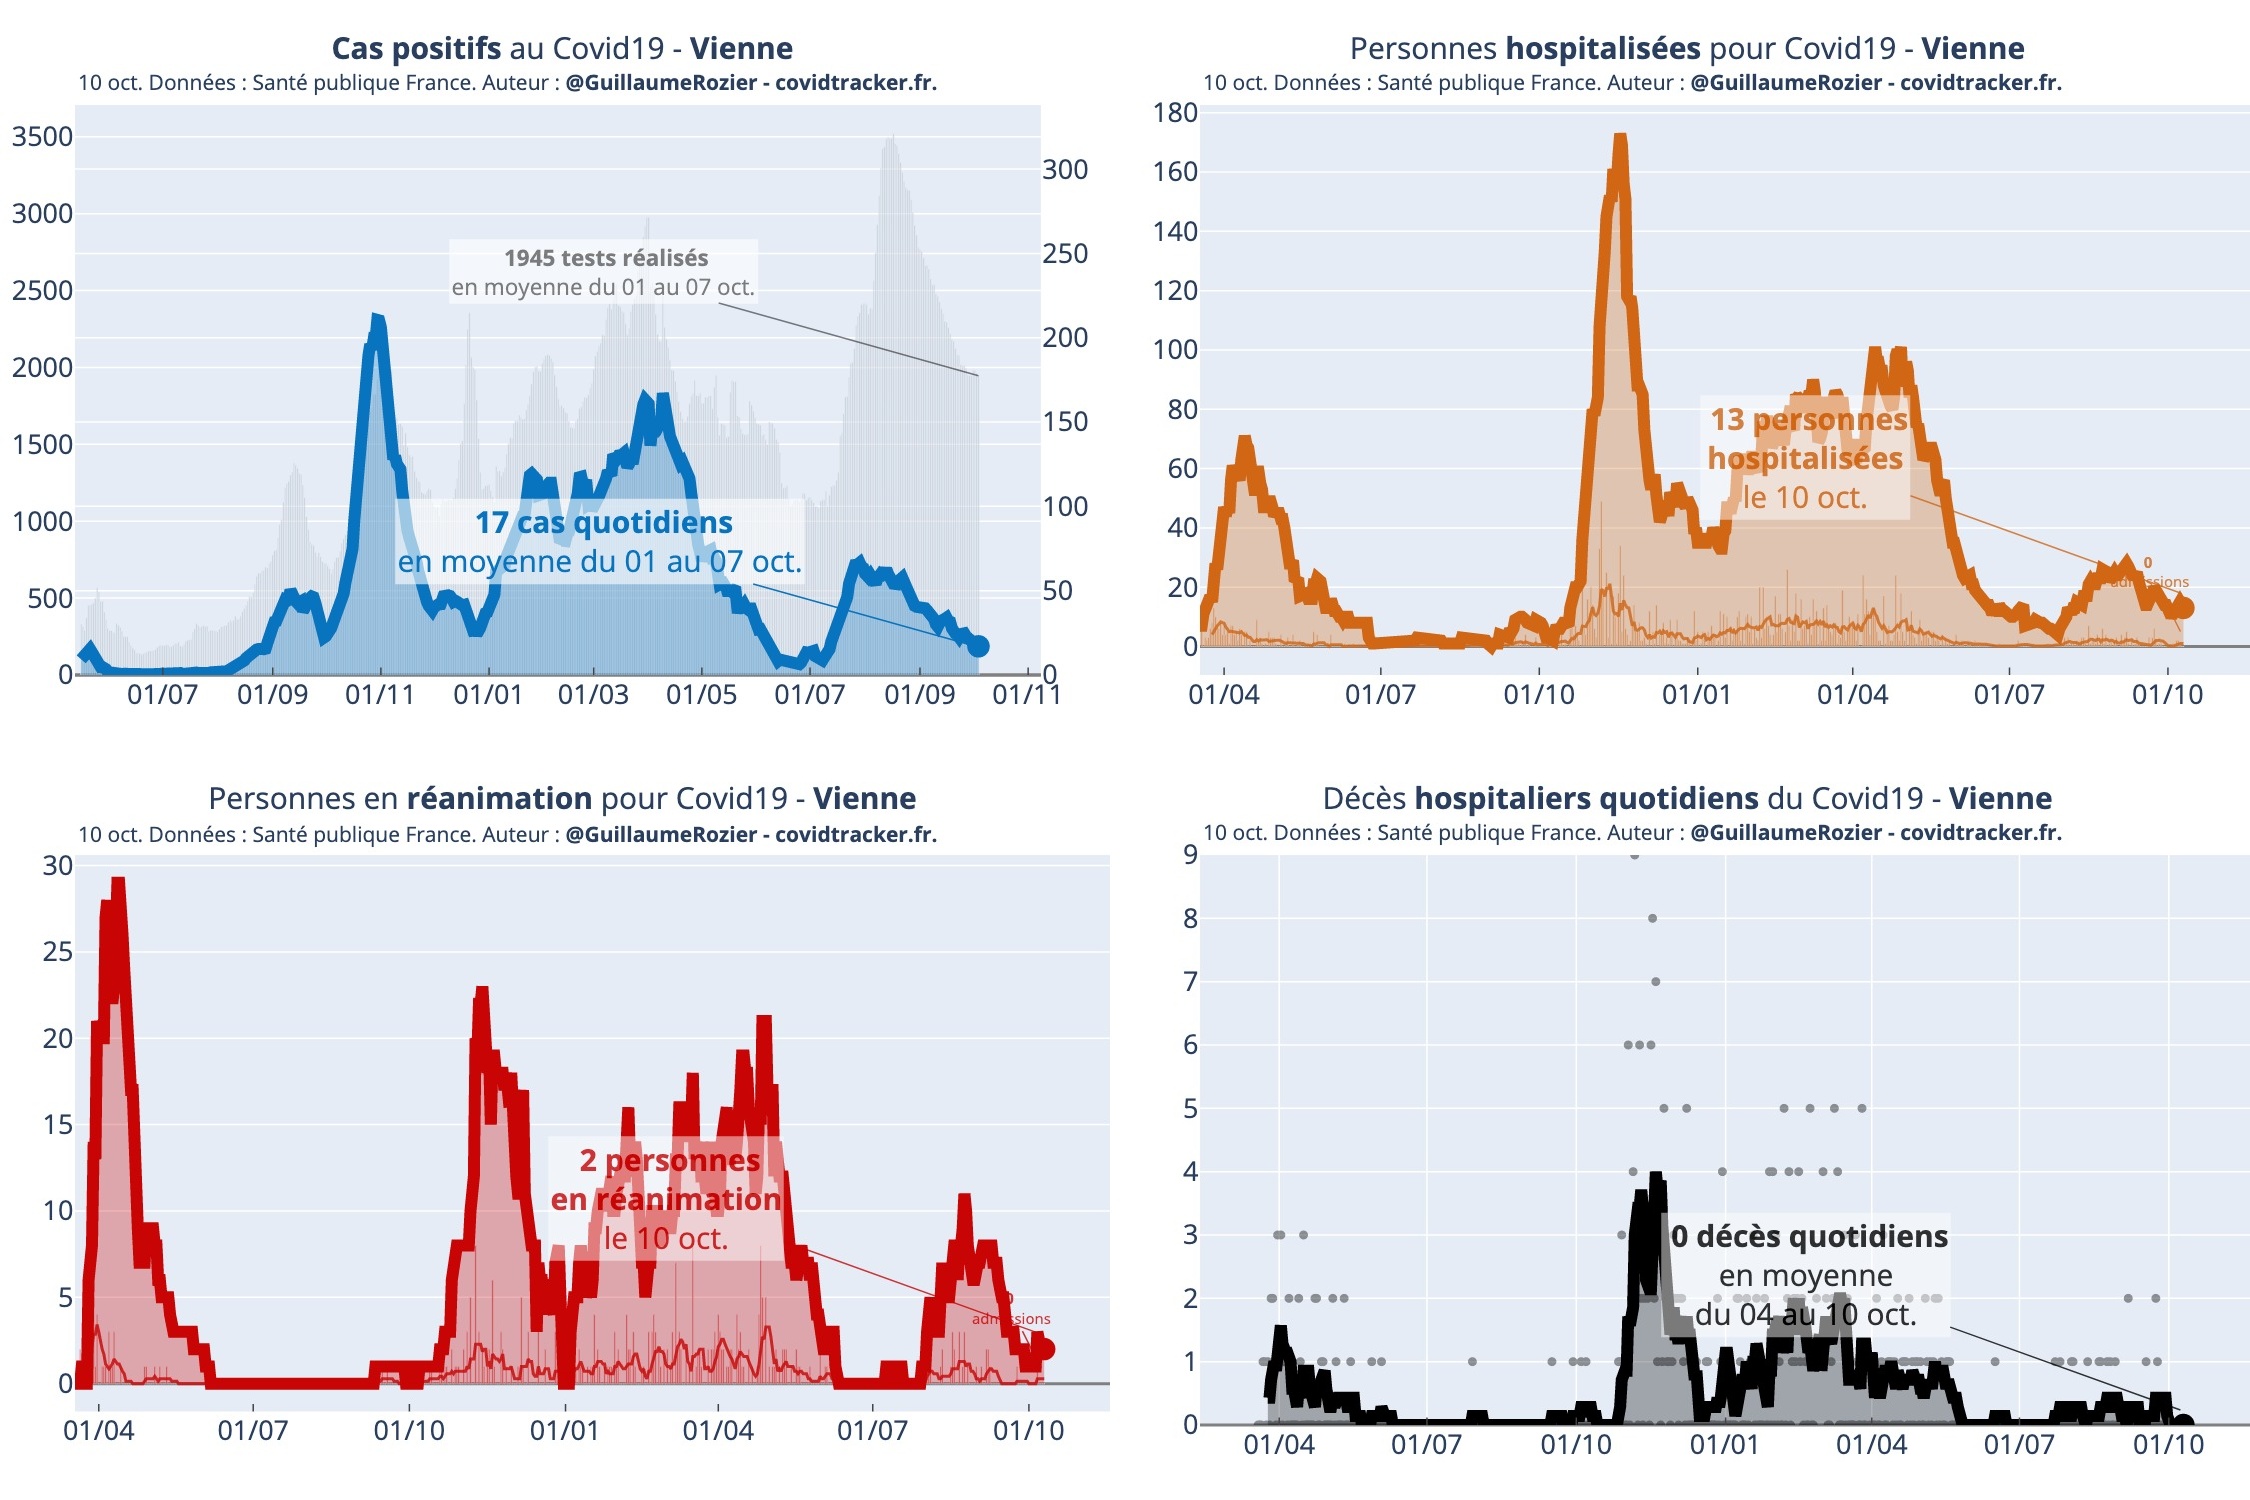 Cas positifs au Covid19 - Vienne
10 oct. Données : Santé publique France. Auteur : @GuillaumeRozier - covidtracker.fr.
3500
3000
2500
2000
1500
1000
500
0
300
250
200
150
100
50
0
1945 tests réalisés
en moyenne du 01 au 07 oct.
17 cas quotidiens
en moyenne du 01 au 07 oct.
01/07 01/09 01/11 01/01 01/03 01/05 01/07 01/09 01/11
Personnes hospitalisées pour Covid19 - Vienne
10 oct. Données : Santé publique France. Auteur : @GuillaumeRozier - covidtracker.fr.
180
160
140
120
100
80
60
40
20
0
13 personnes
hospitalisées
le 10 oct.
0
admissions
01/04 01/07 01/10 01/01 01/04 01/07 01/10
Personnes en réanimation pour Covid19 - Vienne
10 oct. Données : Santé publique France. Auteur : @GuillaumeRozier - covidtracker.fr.
30
25
20
15
10
5
0
2 personnes
en réanimation
le 10 oct.
0
admissions
01/04 01/07 01/10 01/01 01/04 01/07 01/10
Décès hospitaliers quotidiens du Covid19 - Vienne
10 oct. Données : Santé publique France. Auteur : @GuillaumeRozier - covidtracker.fr.
9
8
7
6
5
4
3
2
1
0
0 décès quotidiens
en moyenne
du 04 au 10 oct.
01/04 01/07 01/10 01/01 01/04 01/07 01/10